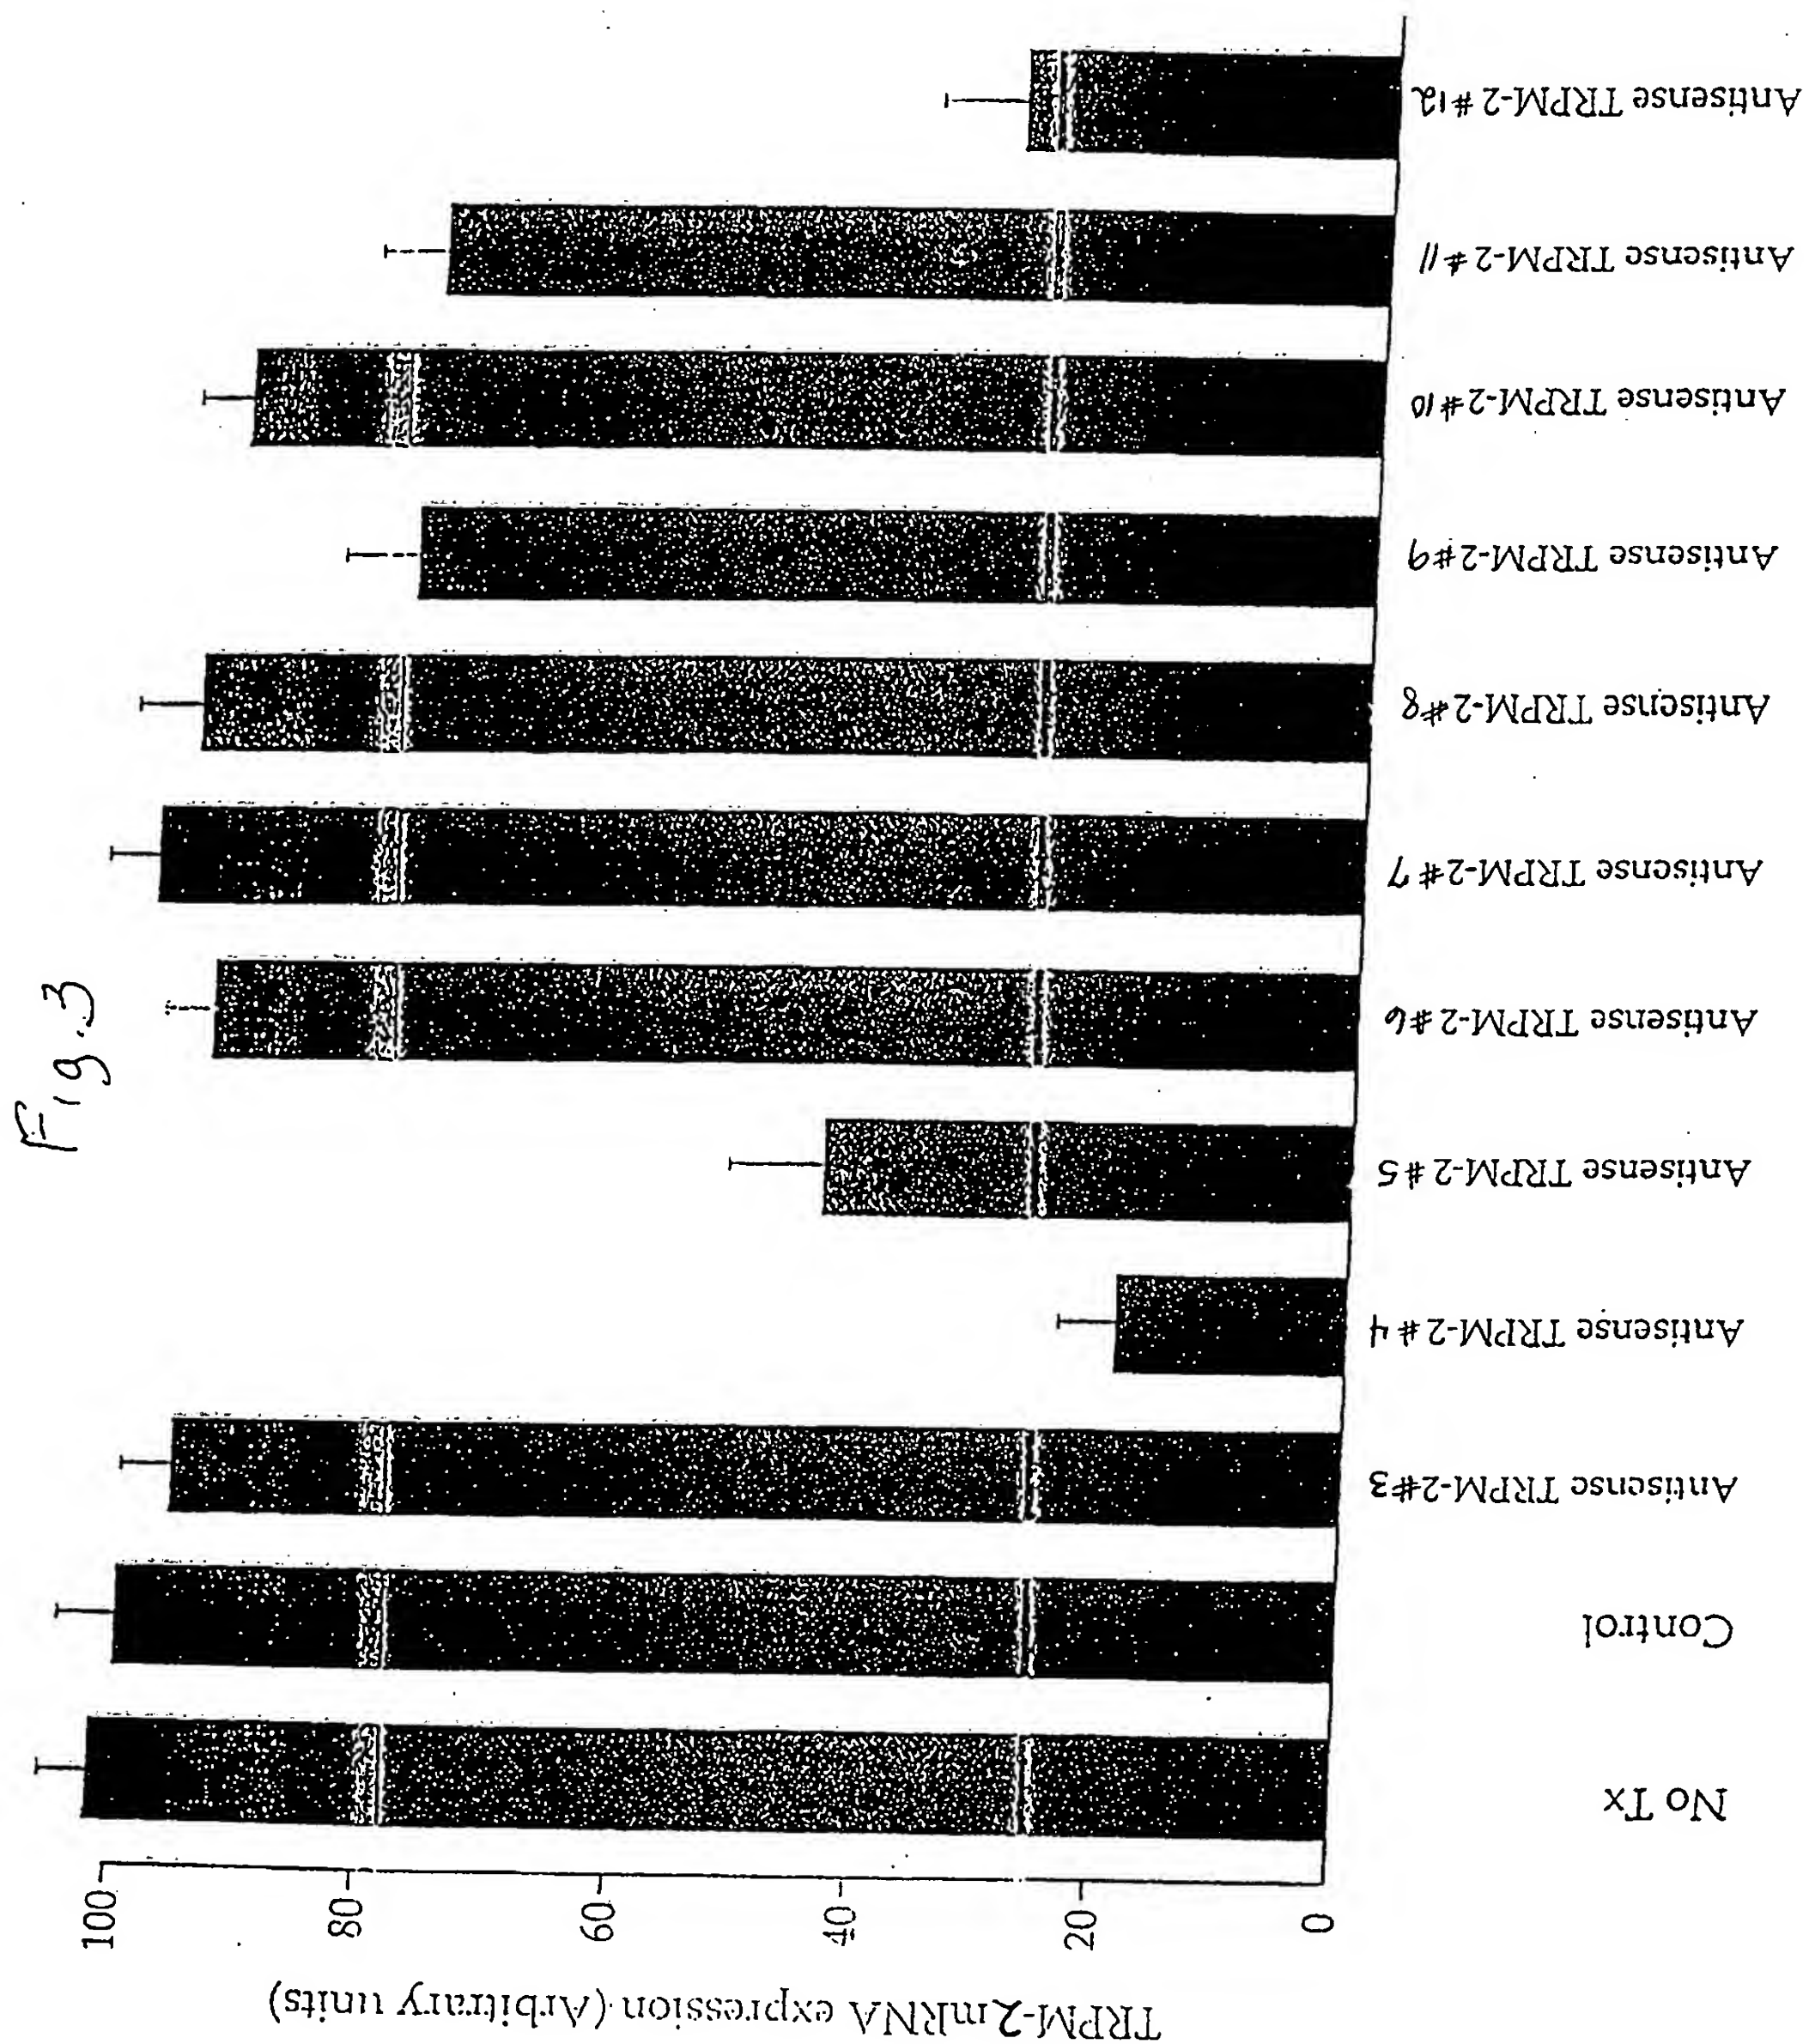 Fig.3
TRPM-2 mRNA expression (Arbitrary units)
100
80
60
40
20
0
No Tx
Control
Antisense TRPM-2#3
Antisense TRPM-2#4
Antisense TRPM-2#5
Antisense TRPM-2#6
Antisense TRPM-2#7
Antisense TRPM-2#8
Antisense TRPM-2#9
Antisense TRPM-2#10
Antisense TRPM-2#11
Antisense TRPM-2#12